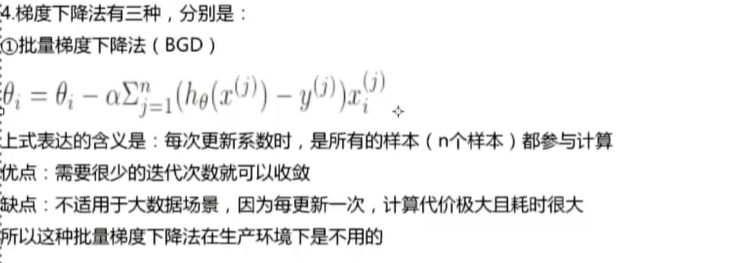 4.梯度下降法有三种，分别是：
①批量梯度下降法（BGD）
θ_i = θ_i − αΣ_{j=1}^{n}(h_θ(x^{(j)}) − y^{(j)})x_i^{(j)}
上式表达的含义是：每次更新系数时，是所有的样本（n个样本）都参与计算
优点：需要很少的迭代次数就可以收敛
缺点：不适用于大数据场景，因为每更新一次，计算代价极大且耗时很大
所以这种批量梯度下降法在生产环境下是不用的